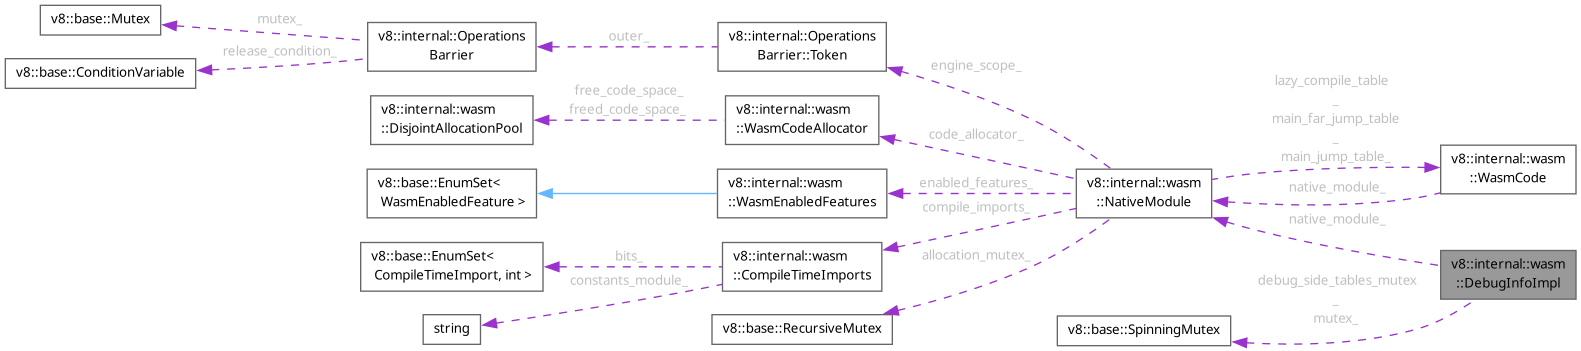 v8::base::Mutex
mutex_
v8::internal::Operations
Barrier
release_condition_
v8::base::ConditionVariable
outer_
v8::internal::Operations
Barrier::Token
engine_scope_
free_code_space_
freed_code_space_
v8::internal::wasm
::DisjointAllocationPool
v8::internal::wasm
::WasmCodeAllocator
code_allocator_
lazy_compile_table
_
main_far_jump_table
_
main_jump_table_
v8::internal::wasm
::WasmCode
v8::base::EnumSet<
WasmEnabledFeature >
v8::internal::wasm
::WasmEnabledFeatures
enabled_features_
v8::internal::wasm
::NativeModule
native_module_
compile_imports_
native_module_
v8::base::EnumSet<
CompileTimeImport, int >
bits_
constants_module_
v8::internal::wasm
::CompileTimeImports
allocation_mutex_
v8::internal::wasm
::DebugInfoImpl
debug_side_tables_mutex
_
mutex_
string
v8::base::RecursiveMutex
v8::base::SpinningMutex